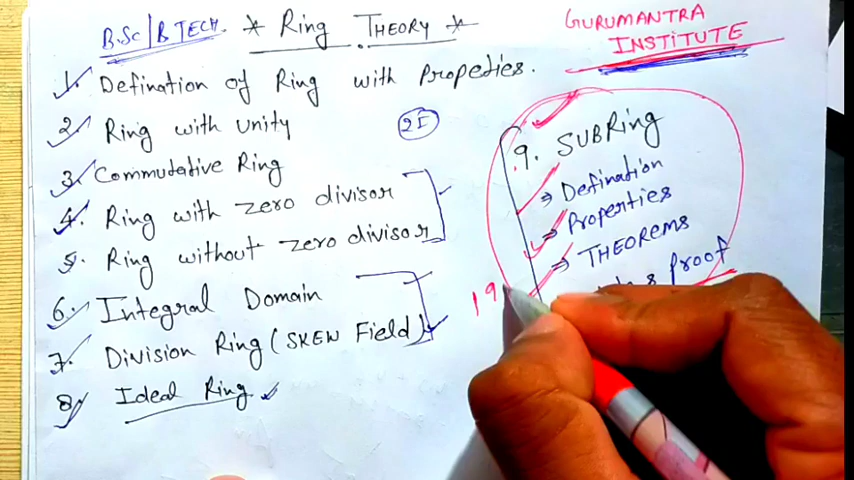 B.Sc/B.TECH. * Ring THEORY *
GURUMANTRA
INSTITUTE
1. Defination of Ring with Propeties.
2. Ring with unity
2I
3. Commutative Ring
4. Ring with zero divisor
5. Ring without zero divisor
6. Integral Domain
7. Division Ring (SKEW Field)
8. Ideal Ring
9. SUBRing
⇒ Defination
⇒ Properties
⇒ THEOREMS
proof
19